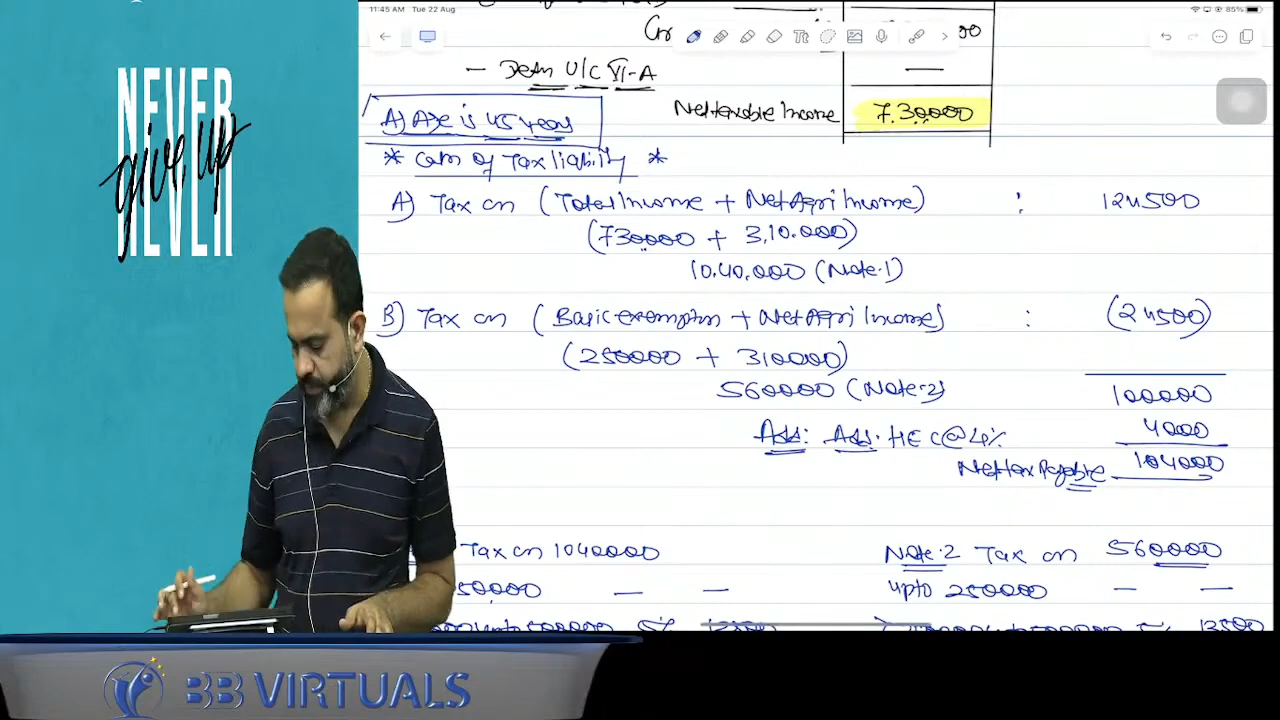 11:45 AM Tue 22 Aug
85%
- Dedn U/C VI-A
Net taxable Income 7,30,000
A) Age is 45 years
* Com of Tax liability *
A) Tax on (Total Income + Net Agri Income) : 124500
(730000 + 3,10,000)
10,40,000 (Note-1)
B) Tax on (Basic exemptn + Net Agri Income) : (24500)
(250000 + 310000)
560000 (Note-2) 100000
Add: Add. HEC@4% 4000
Net tax Payable 104000
Tax on 1040000
50,000 — —
Note-2 Tax on 560000
upto 250000 — —
NEVER
give up
NEVER
BB VIRTUALS